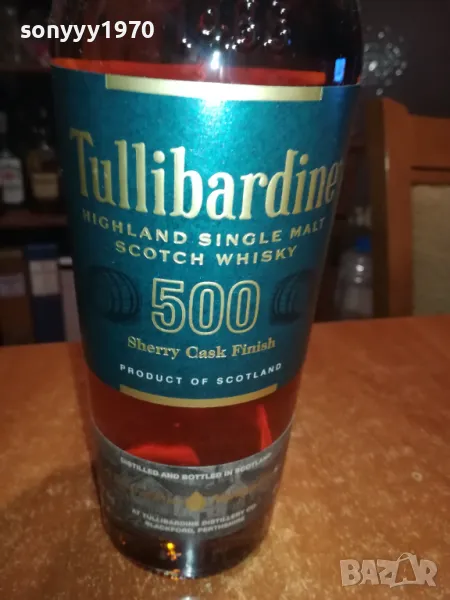 sonyyy1970
Tullibardine
HIGHLAND SINGLE MALT
SCOTCH WHISKY
500
Sherry Cask Finish
PRODUCT OF SCOTLAND
DISTILLED AND BOTTLED IN SCOTLAND
AT TULLIBARDINE DISTILLERY CO.
BLACKFORD, PERTHSHIRE
BAZAR